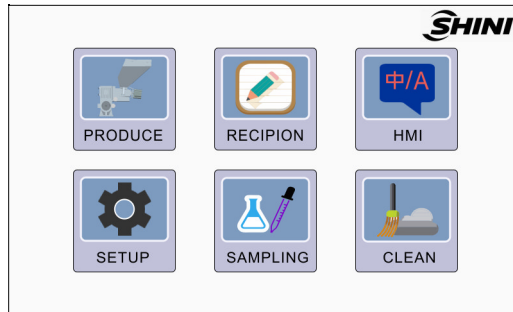 SHINI
中/A
PRODUCE
RECIPION
HMI
SETUP
SAMPLING
CLEAN